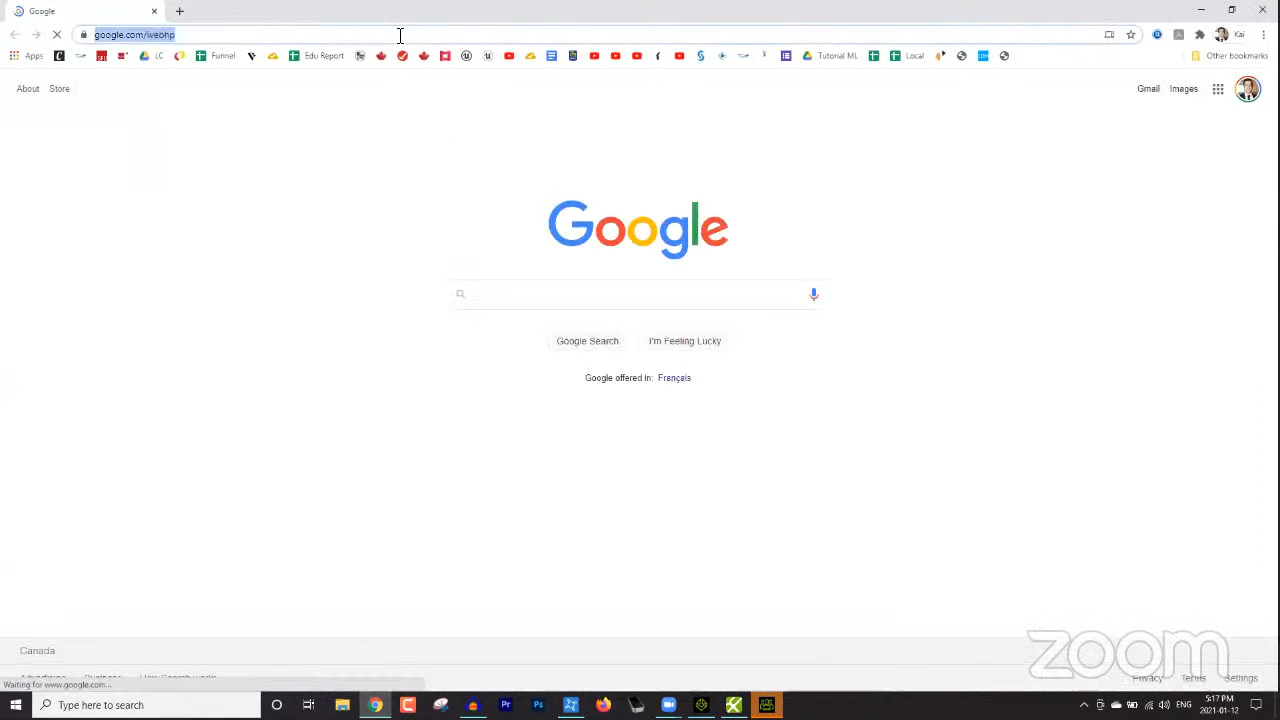 Google
google.com/webhp
Kai
Apps
LC
Funnel
Edu Report
Tutorial ML
Local
Other bookmarks
About
Store
Gmail
Images
Google
Google Search
I'm Feeling Lucky
Google offered in: Français
Canada
Privacy
Terms
Settings
Waiting for www.google.com...
zoom
Type here to search
ENG
5:17 PM
2021-01-12